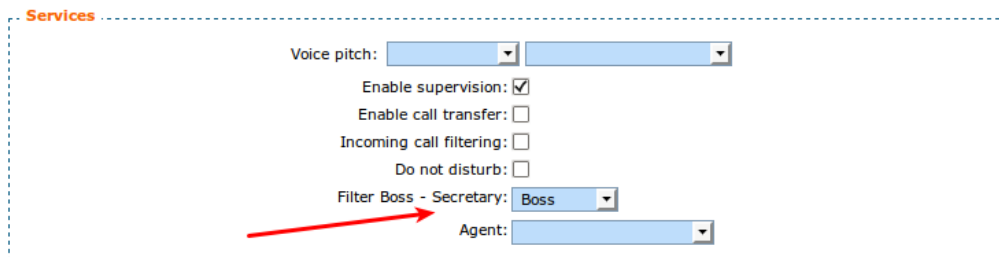 Services
Voice pitch:
Enable supervision:
Enable call transfer:
Incoming call filtering:
Do not disturb:
Filter Boss - Secretary: Boss
Agent: